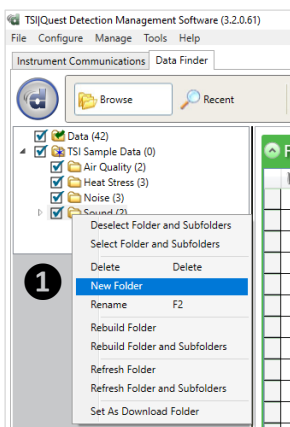 TSI|Quest Detection Management Software (3.2.0.61)
File Configure Manage Tools Help
Instrument Communications Data Finder
Browse Recent
Data (42)
TSI Sample Data (0)
Air Quality (2)
Heat Stress (3)
Noise (3)
Sound (2)
Deselect Folder and Subfolders
Select Folder and Subfolders
Delete Delete
1 New Folder
Rename F2
Rebuild Folder
Rebuild Folder and Subfolders
Refresh Folder
Refresh Folder and Subfolders
Set As Download Folder